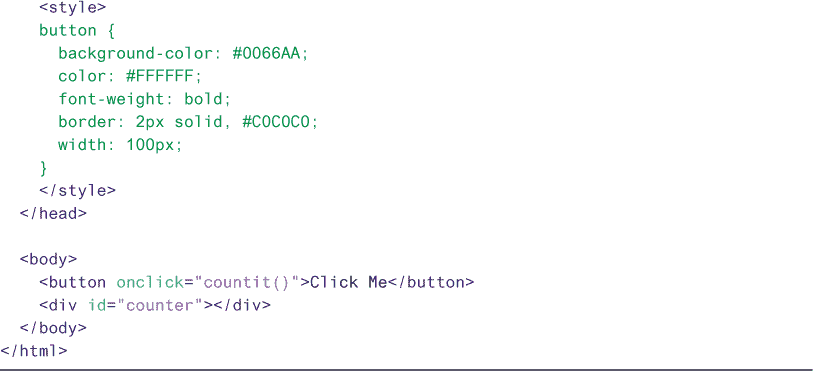 <style>
button {
background-color: #0066AA;
color: #FFFFFF;
font-weight: bold;
border: 2px solid, #C0C0C0;
width: 100px;
}
</style>
</head>
<body>
<button onclick="countit()">Click Me</button>
<div id="counter"></div>
</body>
</html>